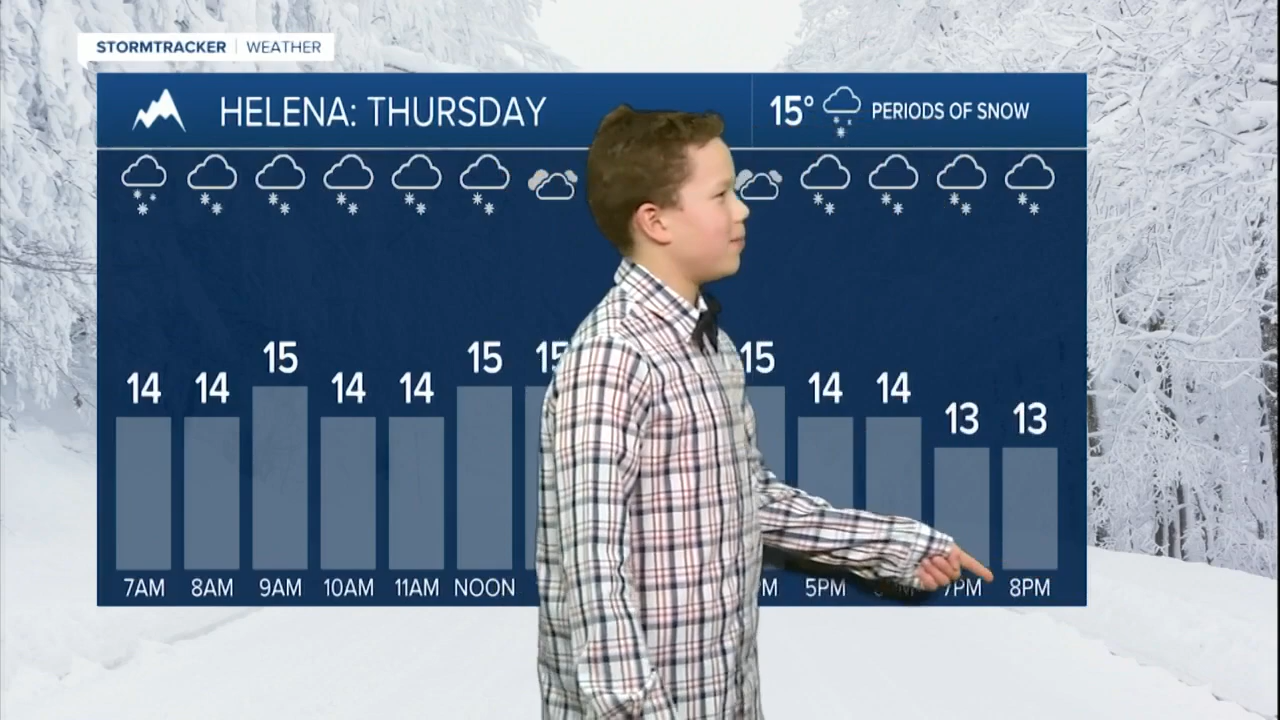 STORMTRACKER WEATHER
HELENA: THURSDAY
15° PERIODS OF SNOW
14 14 15 14 14 15 15 15 14 14 13 13
7AM 8AM 9AM 10AM 11AM NOON 5PM 7PM 8PM